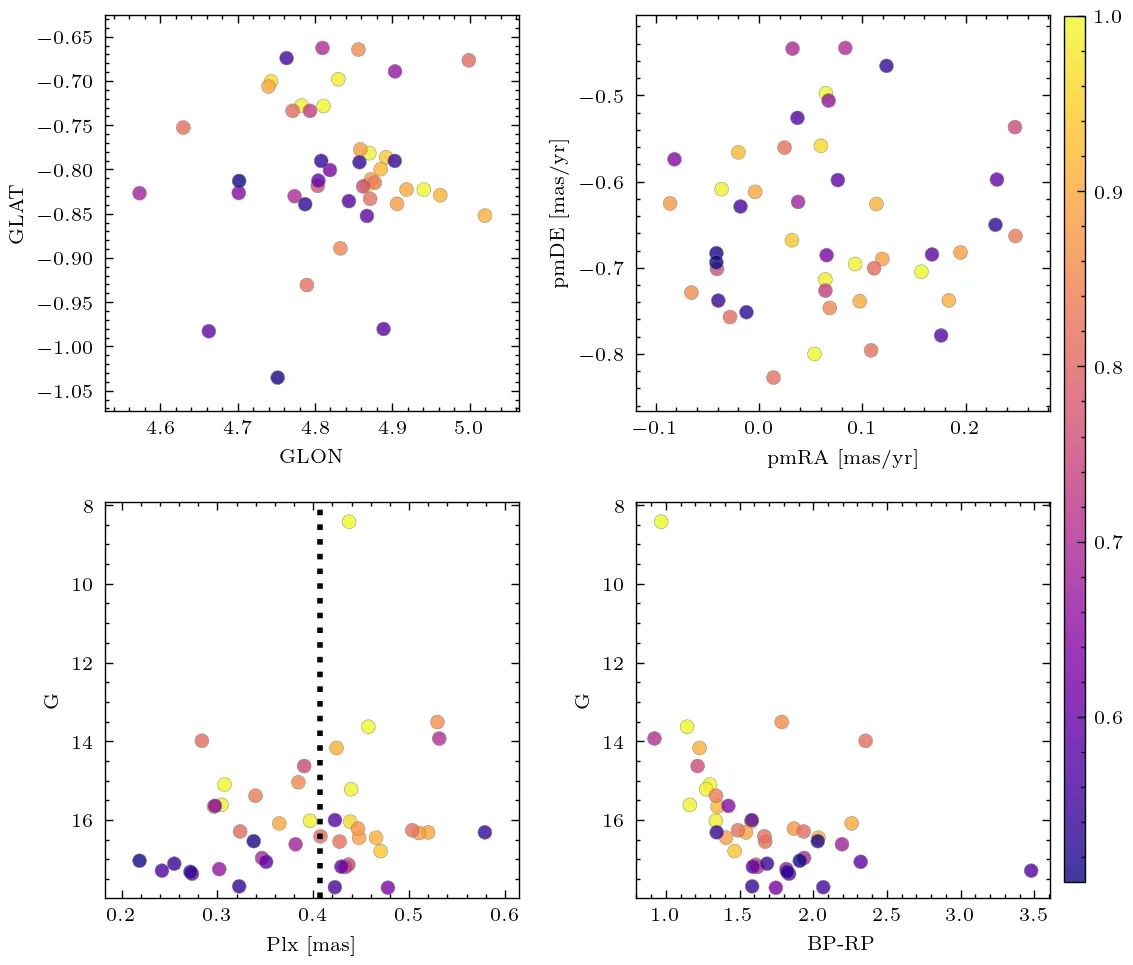 −0.65
−0.70
−0.75
−0.80
−0.85
−0.90
−0.95
−1.00
−1.05
GLAT
4.6 4.7 4.8 4.9 5.0
GLON
−0.5
−0.6
−0.7
−0.8
pmDE [mas/yr]
−0.1 0.0 0.1 0.2
pmRA [mas/yr]
1.0
0.9
0.8
0.7
0.6
8
10
12
14
16
G
0.2 0.3 0.4 0.5 0.6
Plx [mas]
8
10
12
14
16
G
1.0 1.5 2.0 2.5 3.0 3.5
BP-RP